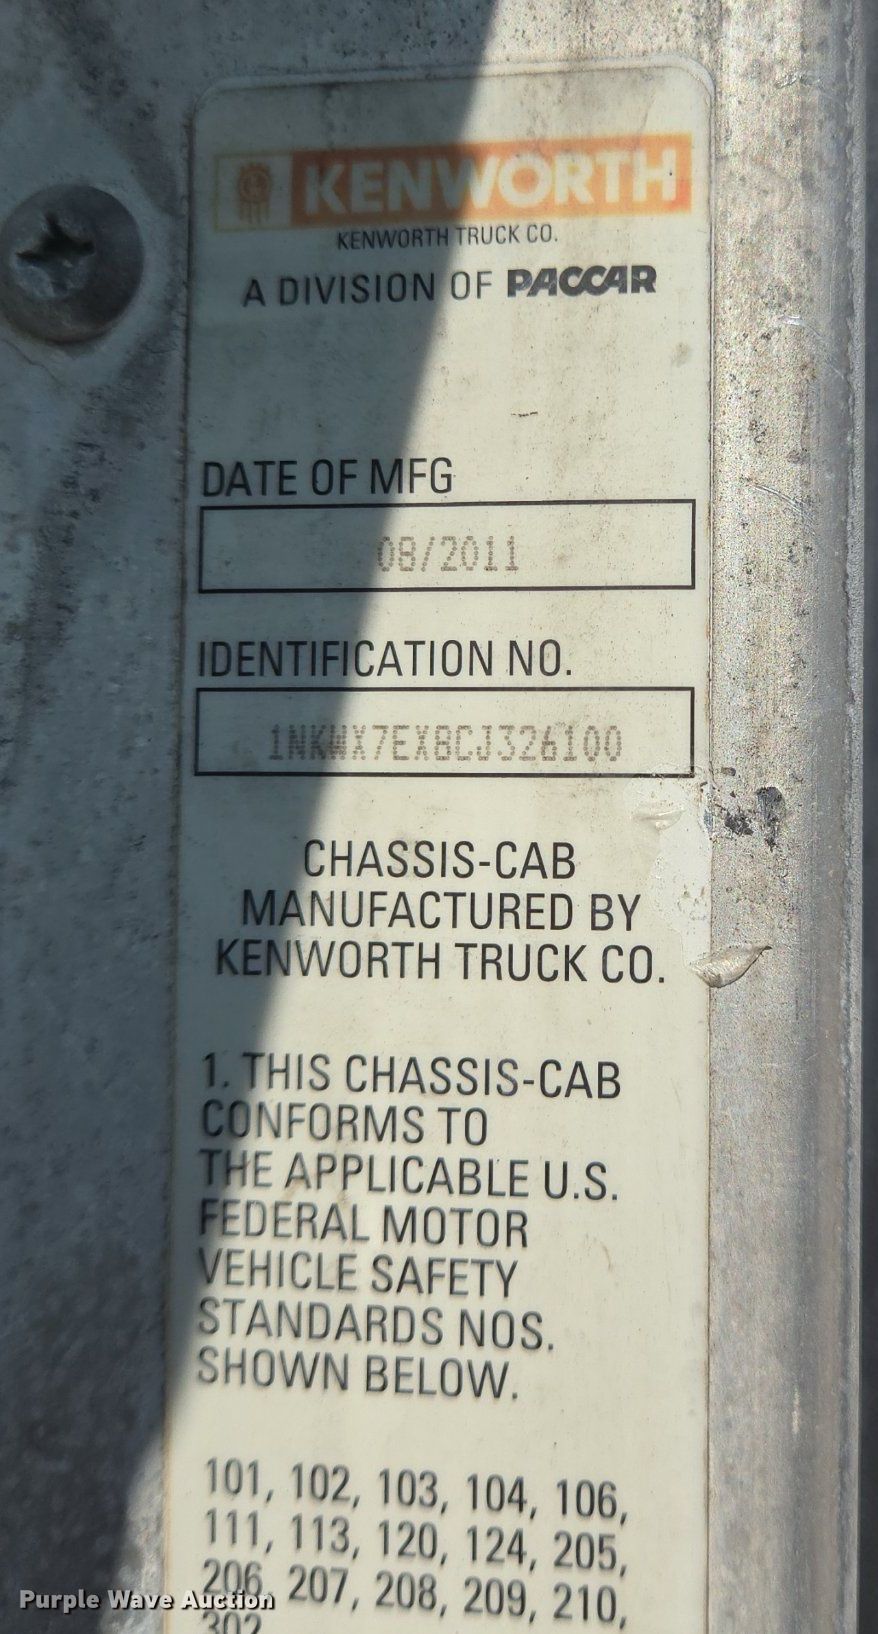 KENWORTH
KENWORTH TRUCK CO.
A DIVISION OF PACCAR
DATE OF MFG
08/2011
IDENTIFICATION NO.
1NKWX7EX8CJ326100
CHASSIS-CAB
MANUFACTURED BY
KENWORTH TRUCK CO.
1. THIS CHASSIS-CAB
CONFORMS TO
THE APPLICABLE U.S.
FEDERAL MOTOR
VEHICLE SAFETY
STANDARDS NOS.
SHOWN BELOW.
101, 102, 103, 104, 106,
111, 113, 120, 124, 205,
206, 207, 208, 209, 210,
302
Purple Wave Auction